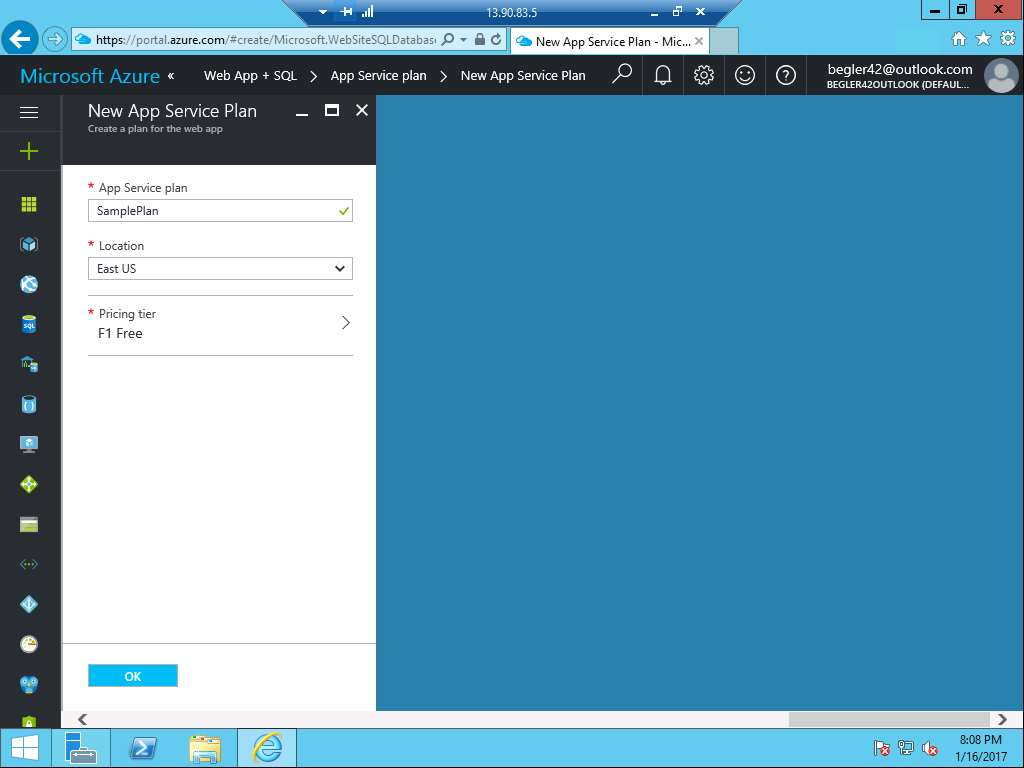 13.90.83.5
https://portal.azure.com/#create/Microsoft.WebSiteSQLDatabas
New App Service Plan - Mic...
Microsoft Azure «
Web App + SQL
App Service plan
New App Service Plan
begler42@outlook.com
BEGLER42OUTLOOK (DEFAUL...
New App Service Plan
Create a plan for the web app
* App Service plan
SamplePlan
* Location
East US
* Pricing tier
F1 Free
SQL
OK
8:08 PM
1/16/2017